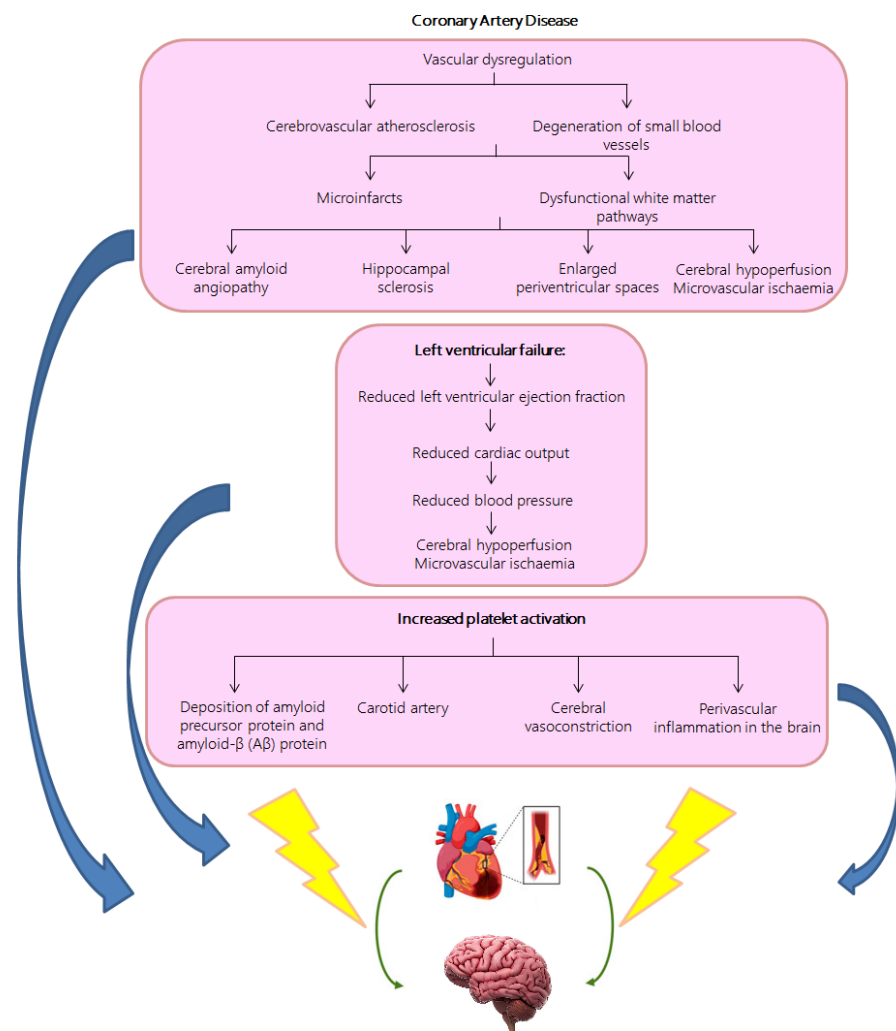 Coronary Artery Disease
Vascular dysregulation
Cerebrovascular atherosclerosis
Degeneration of small blood
vessels
Microinfarcts
Dysfunctional white matter
pathways
Cerebral amyloid
angiopathy
Hippocampal
sclerosis
Enlarged
periventricular spaces
Cerebral hypoperfusion
Microvascular ischaemia
Left ventricular failure:
Reduced left ventricular ejection fraction
Reduced cardiac output
Reduced blood pressure
Cerebral hypoperfusion
Microvascular ischaemia
Increased platelet activation
Deposition of amyloid
precursor protein and
amyloid-β (Aβ) protein
Carotid artery
Cerebral
vasoconstriction
Perivascular
inflammation in the brain